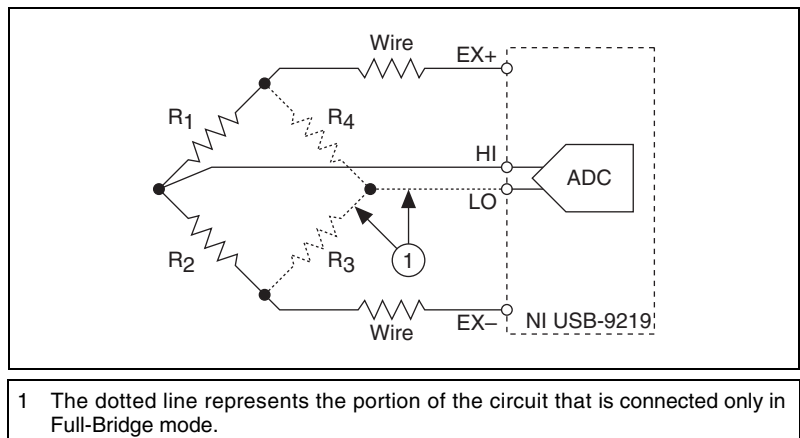 Wire
EX+
R1
R4
HI
ADC
LO
R2
R3
1
Wire
EX–
NI USB-9219
1 The dotted line represents the portion of the circuit that is connected only in
Full-Bridge mode.